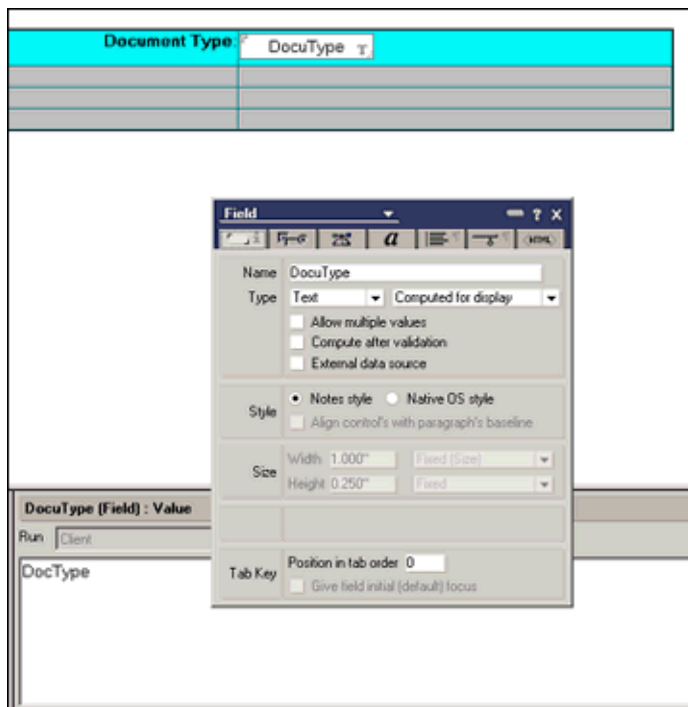 Document Type:
DocuType T
Field
? X
a
<HTML>
Name DocuType
Type Text Computed for display
Allow multiple values
Compute after validation
External data source
Style Notes style Native OS style
Align control's with paragraph's baseline
Size Width 1.000" Fixed (Size)
Height 0.250" Fixed
DocuType (Field) : Value
Run Client
DocType
Tab Key Position in tab order 0
Give field initial (default) focus